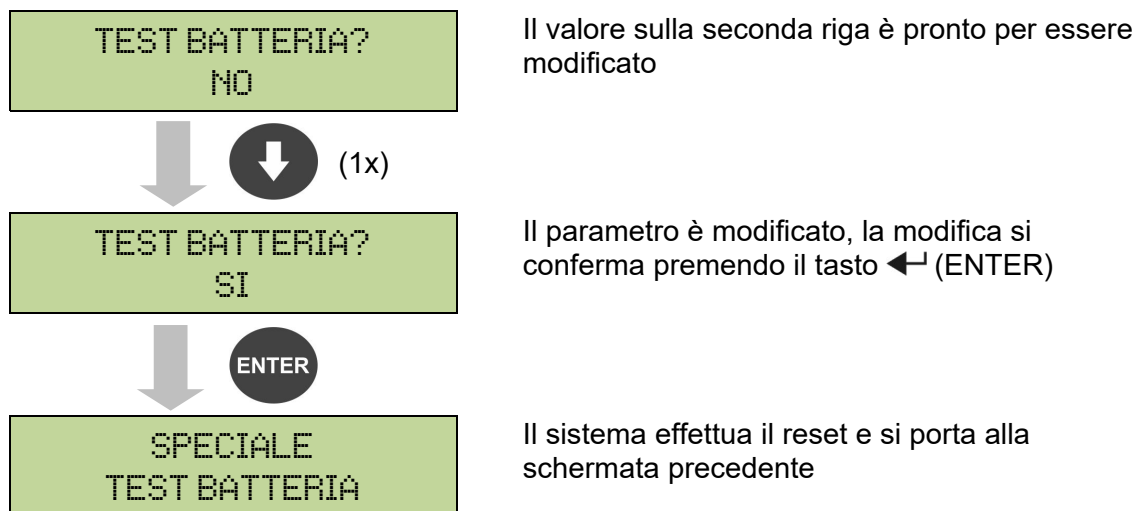 TEST BATTERIA?
NO
Il valore sulla seconda riga è pronto per essere
modificato
(1x)
TEST BATTERIA?
SI
Il parametro è modificato, la modifica si
conferma premendo il tasto (ENTER)
ENTER
SPECIALE
TEST BATTERIA
Il sistema effettua il reset e si porta alla
schermata precedente